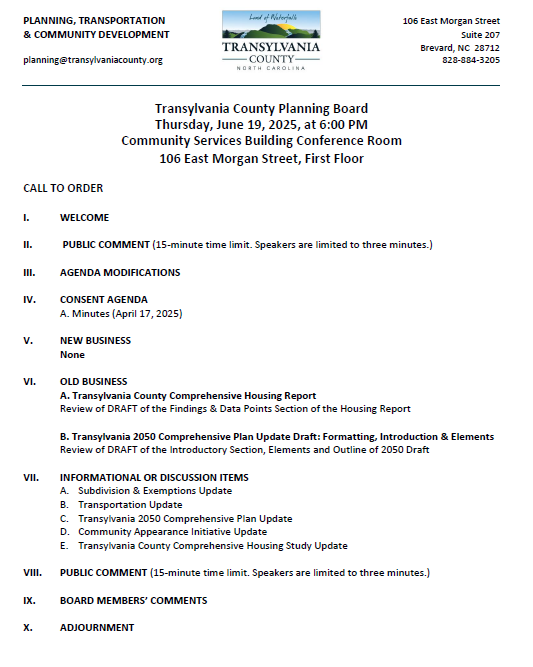 PLANNING, TRANSPORTATION
& COMMUNITY DEVELOPMENT
planning@transylvaniacounty.org
Land of Waterfalls
TRANSYLVANIA
COUNTY
NORTH CAROLINA
106 East Morgan Street
Suite 207
Brevard, NC 28712
828-884-3205
Transylvania County Planning Board
Thursday, June 19, 2025, at 6:00 PM
Community Services Building Conference Room
106 East Morgan Street, First Floor
CALL TO ORDER
I. WELCOME
II. PUBLIC COMMENT (15-minute time limit. Speakers are limited to three minutes.)
III. AGENDA MODIFICATIONS
IV. CONSENT AGENDA
A. Minutes (April 17, 2025)
V. NEW BUSINESS
None
VI. OLD BUSINESS
A. Transylvania County Comprehensive Housing Report
Review of DRAFT of the Findings & Data Points Section of the Housing Report
B. Transylvania 2050 Comprehensive Plan Update Draft: Formatting, Introduction & Elements
Review of DRAFT of the Introductory Section, Elements and Outline of 2050 Draft
VII. INFORMATIONAL OR DISCUSSION ITEMS
A. Subdivision & Exemptions Update
B. Transportation Update
C. Transylvania 2050 Comprehensive Plan Update
D. Community Appearance Initiative Update
E. Transylvania County Comprehensive Housing Study Update
VIII. PUBLIC COMMENT (15-minute time limit. Speakers are limited to three minutes.)
IX. BOARD MEMBERS' COMMENTS
X. ADJOURNMENT